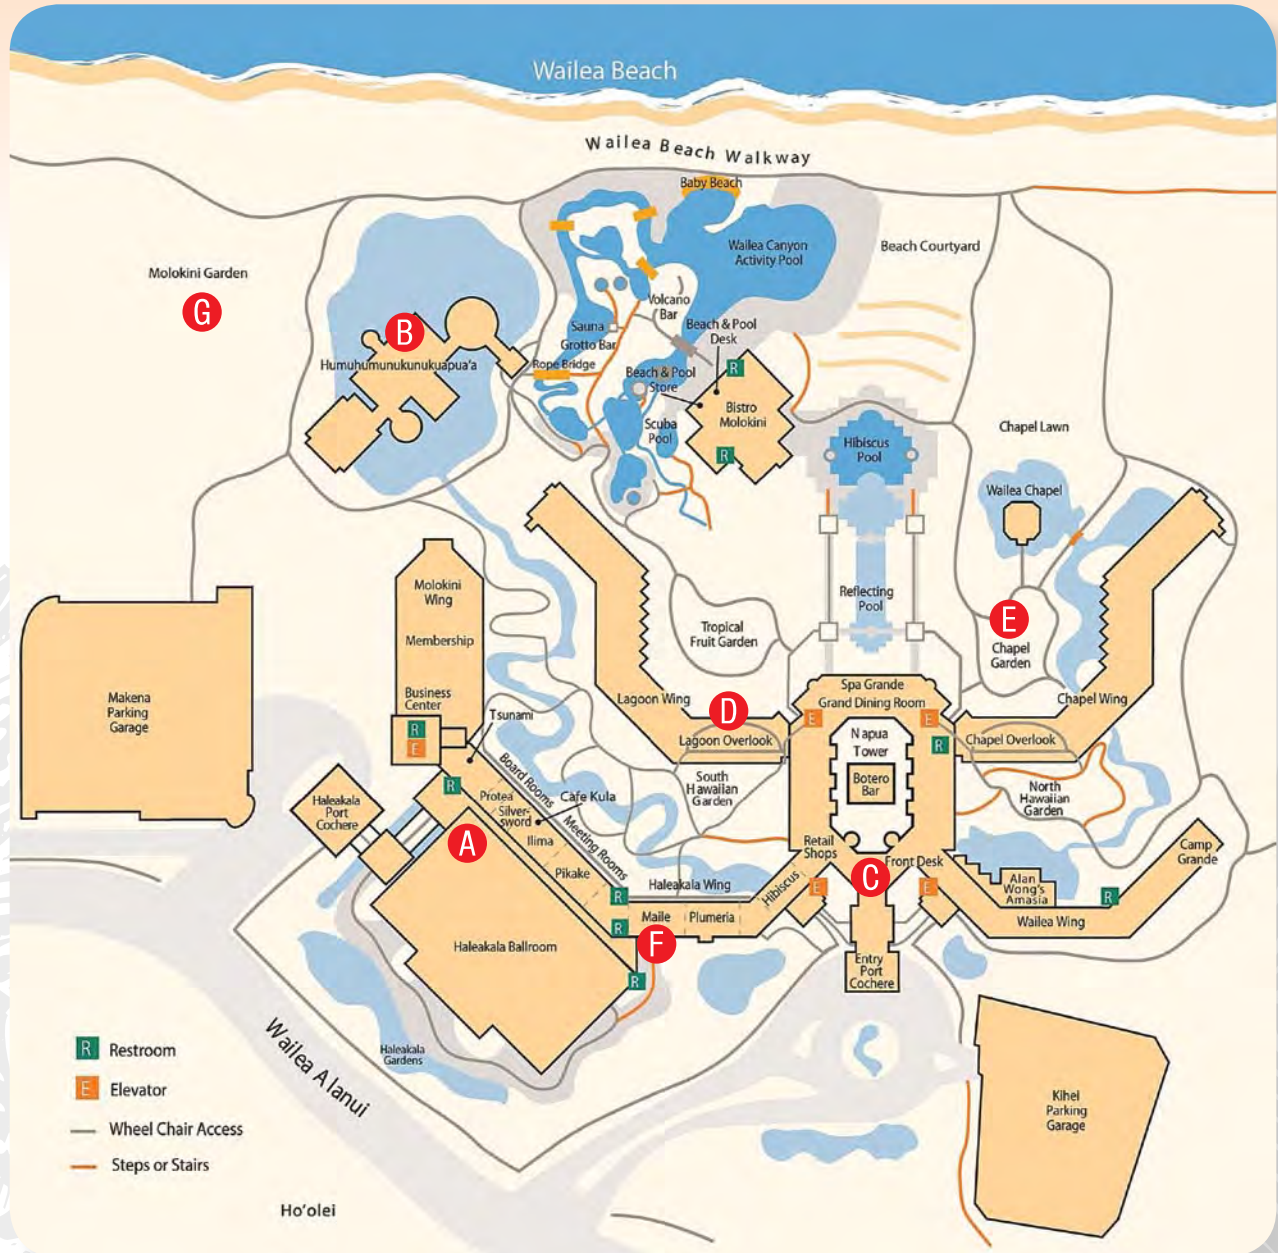 Wailea Beach
Wailea Beach Walkway
Baby Beach
Wailea Canyon
Activity Pool
Beach Courtyard
Molokini Garden
G
B
Humuhumunukunukuapua'a
Volcano
Bar
Sauna
Grotto Bar
Rope Bridge
Beach & Pool
Desk
Beach & Pool
Store
R
Bistro
Molokini
R
Scuba
Pool
Hibiscus
Pool
Chapel Lawn
Wailea Chapel
Reflecting
Pool
E
Chapel
Garden
Tropical
Fruit Garden
Molokini
Wing
Membership
Business
Center
R
E
Tsunami
Makena
Parking
Garage
Lagoon Wing
D
Lagoon Overlook
Spa Grande
Grand Dining Room
E
E
R
Napua
Tower
Botero
Bar
Chapel Wing
Chapel Overlook
South
Hawaiian
Garden
North
Hawaiian
Garden
Board Rooms
Meeting Rooms
Cafe Kula
R
Protea
Silver-
sword
Ilima
Pikake
Haleakala
Port
Cochere
A
Haleakala Ballroom
Retail
Shops
Front Desk
C
E
E
Haleakala Wing
Hibiscus
R
R
Maile
Plumeria
F
R
Camp
Grande
Alan
Wong's
Amasia
R
Wailea Wing
Entry
Port
Cochere
Haleakala
Gardens
Wailea Alanui
Kihei
Parking
Garage
R Restroom
E Elevator
Wheel Chair Access
Steps or Stairs
Ho'olei